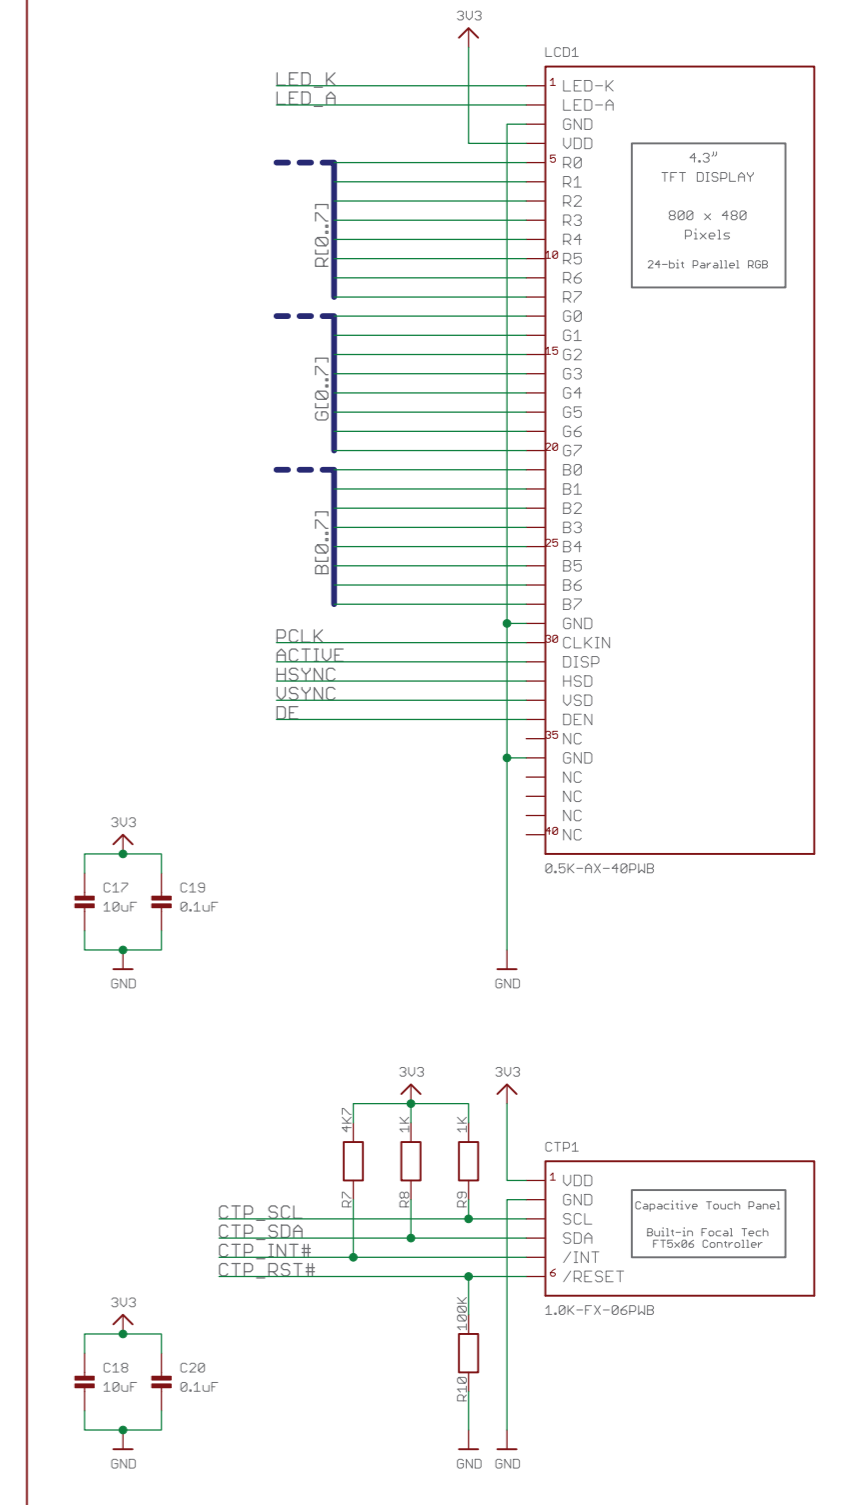 3V3
LCD1
LED_K
1 LED-K
LED_A
LED-A
GND
VDD
5 R0
R1
R2
R3
R4
10 R5
R6
R7
R[0..7]
4.3"
TFT DISPLAY
800 x 480
Pixels
24-bit Parallel RGB
G0
G1
15 G2
G3
G4
G5
G6
20 G7
G[0..7]
B0
B1
B2
B3
25 B4
B5
B6
B7
B[0..7]
GND
PCLK
30 CLKIN
ACTIVE
DISP
HSYNC
HSD
VSYNC
VSD
DE
DEN
35 NC
GND
NC
NC
NC
40 NC
0.5K-AX-40PWB
3V3
C17
10uF
C19
0.1uF
GND
GND
3V3
3V3
4K7
R7
1K
R8
1K
R9
CTP1
CTP_SCL
CTP_SDA
CTP_INT#
CTP_RST#
1 VDD
GND
SCL
SDA
/INT
6 /RESET
Capacitive Touch Panel
Built-in Focal Tech
FT5x06 Controller
1.0K-FX-06PWB
100K
R10
3V3
C18
10uF
C20
0.1uF
GND
GND
GND